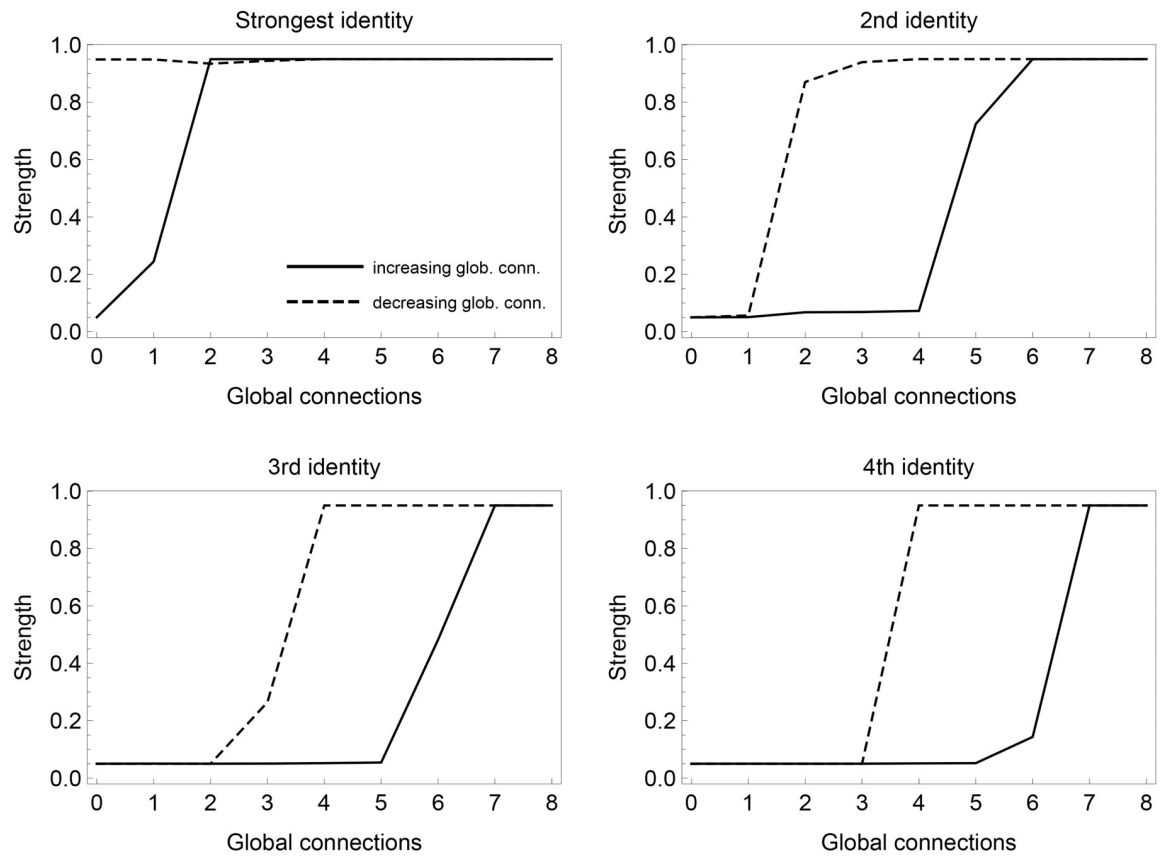 Strongest identity
1.0
0.8
0.6
0.4
0.2
0.0
Strength
increasing glob. conn.
decreasing glob. conn.
0 1 2 3 4 5 6 7 8
Global connections
2nd identity
1.0
0.8
0.6
0.4
0.2
0.0
Strength
0 1 2 3 4 5 6 7 8
Global connections
3rd identity
1.0
0.8
0.6
0.4
0.2
0.0
Strength
0 1 2 3 4 5 6 7 8
Global connections
4th identity
1.0
0.8
0.6
0.4
0.2
0.0
Strength
0 1 2 3 4 5 6 7 8
Global connections